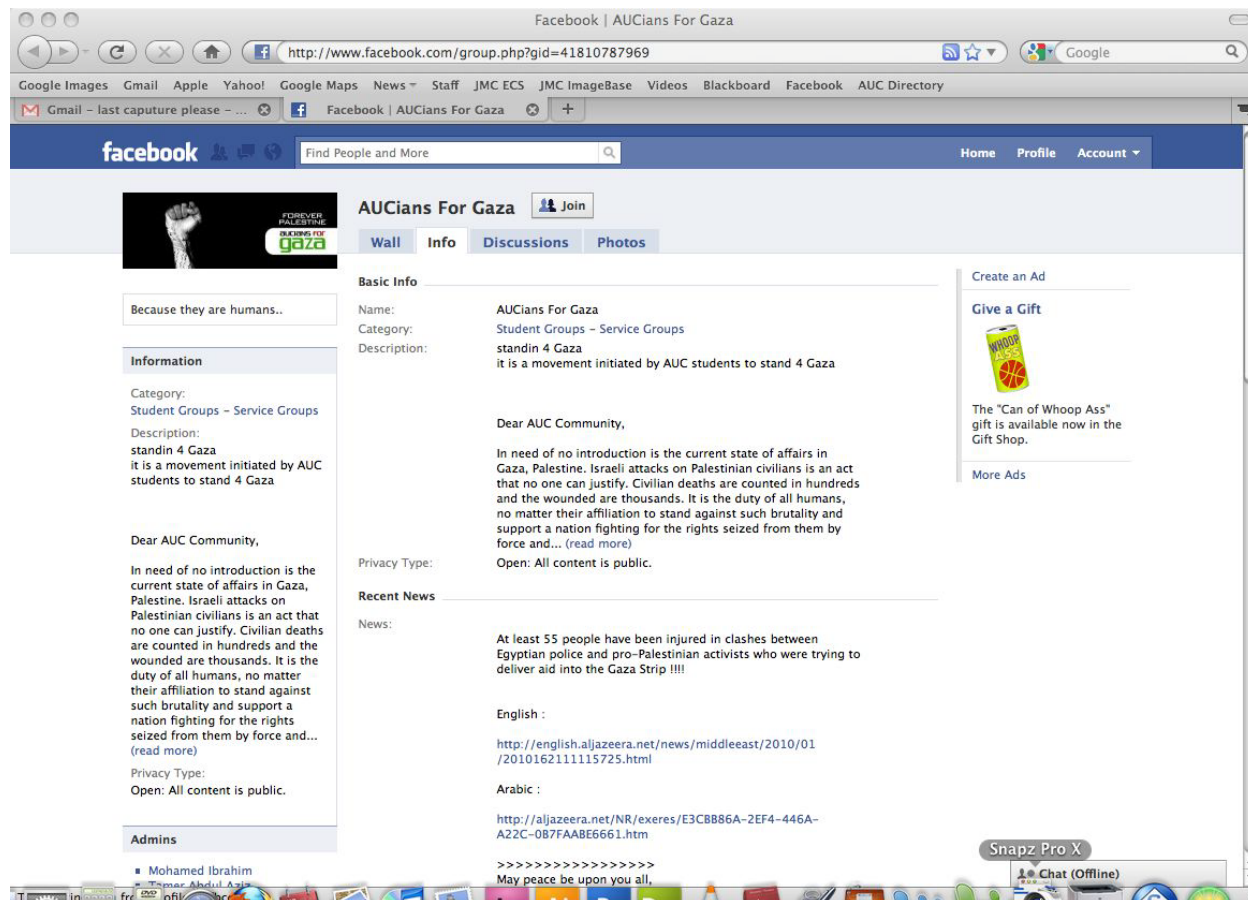 Facebook | AUCians For Gaza
http://www.facebook.com/group.php?gid=41810787969
Google
Google Images Gmail Apple Yahoo! Google Maps News Staff JMC ECS JMC ImageBase Videos Blackboard Facebook AUC Directory
Gmail – last caputure please – ... Facebook | AUCians For Gaza
facebook Find People and More Home Profile Account
FOREVER
PALESTINE
aucians for
gaza
AUCians For Gaza Join
Wall Info Discussions Photos
Because they are humans..
Information
Category:
Student Groups – Service Groups
Description:
standin 4 Gaza
it is a movement initiated by AUC
students to stand 4 Gaza
Dear AUC Community,
In need of no introduction is the
current state of affairs in Gaza,
Palestine. Israeli attacks on
Palestinian civilians is an act that
no one can justify. Civilian deaths
are counted in hundreds and the
wounded are thousands. It is the
duty of all humans, no matter
their affiliation to stand against
such brutality and support a
nation fighting for the rights
seized from them by force and...
(read more)
Privacy Type:
Open: All content is public.
Admins
Mohamed Ibrahim
Tamer Abdul Aziz
Basic Info
Name: AUCians For Gaza
Category: Student Groups – Service Groups
Description: standin 4 Gaza
it is a movement initiated by AUC students to stand 4 Gaza
Dear AUC Community,
In need of no introduction is the current state of affairs in
Gaza, Palestine. Israeli attacks on Palestinian civilians is an act
that no one can justify. Civilian deaths are counted in hundreds
and the wounded are thousands. It is the duty of all humans,
no matter their affiliation to stand against such brutality and
support a nation fighting for the rights seized from them by
force and... (read more)
Privacy Type: Open: All content is public.
Recent News
News:
At least 55 people have been injured in clashes between
Egyptian police and pro-Palestinian activists who were trying to
deliver aid into the Gaza Strip !!!!
English :
http://english.aljazeera.net/news/middleeast/2010/01
/2010162111115725.html
Arabic :
http://aljazeera.net/NR/exeres/E3CBB86A-2EF4-446A-
A22C-0B7FAABE6661.htm
>>>>>>>>>>>>>>>>>
May peace be upon you all,
Create an Ad
Give a Gift
WHOOP
ASS
The "Can of Whoop Ass"
gift is available now in the
Gift Shop.
More Ads
Snapz Pro X
Chat (Offline)